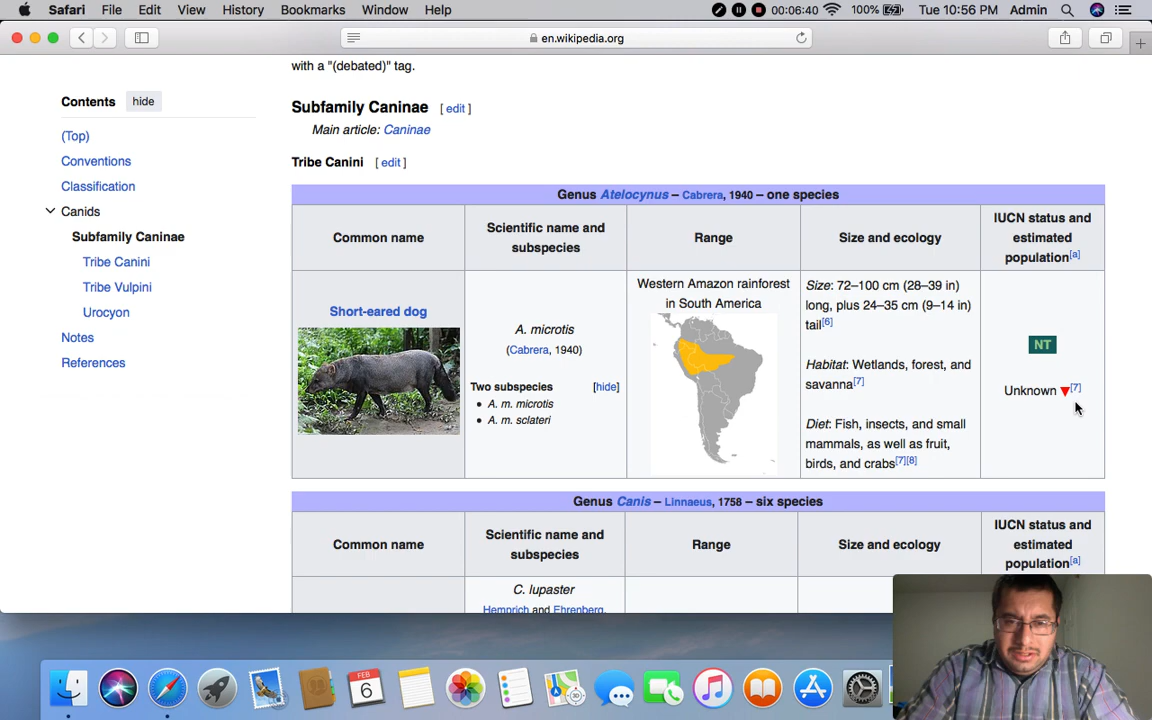 Safari File Edit View History Bookmarks Window Help 00:06:40 100% Tue 10:56 PM Admin
en.wikipedia.org
with a "(debated)" tag.
Contents hide
(Top)
Conventions
Classification
Canids
Subfamily Caninae
Tribe Canini
Tribe Vulpini
Urocyon
Notes
References
Subfamily Caninae [ edit ]
Main article: Caninae
Tribe Canini [ edit ]
Genus Atelocynus – Cabrera, 1940 – one species
Common name
Scientific name and
subspecies
Range
Size and ecology
IUCN status and
estimated
population[a]
Short-eared dog
A. microtis
(Cabrera, 1940)
Two subspecies [hide]
• A. m. microtis
• A. m. sclateri
Western Amazon rainforest
in South America
Size: 72–100 cm (28–39 in)
long, plus 24–35 cm (9–14 in)
tail[6]
Habitat: Wetlands, forest, and
savanna[7]
Diet: Fish, insects, and small
mammals, as well as fruit,
birds, and crabs[7][8]
NT
Unknown ▼[7]
Genus Canis – Linnaeus, 1758 – six species
Common name
Scientific name and
subspecies
Range
Size and ecology
IUCN status and
estimated
population[a]
C. lupaster
Hemprich and Ehrenberg,
FEB
6
3D